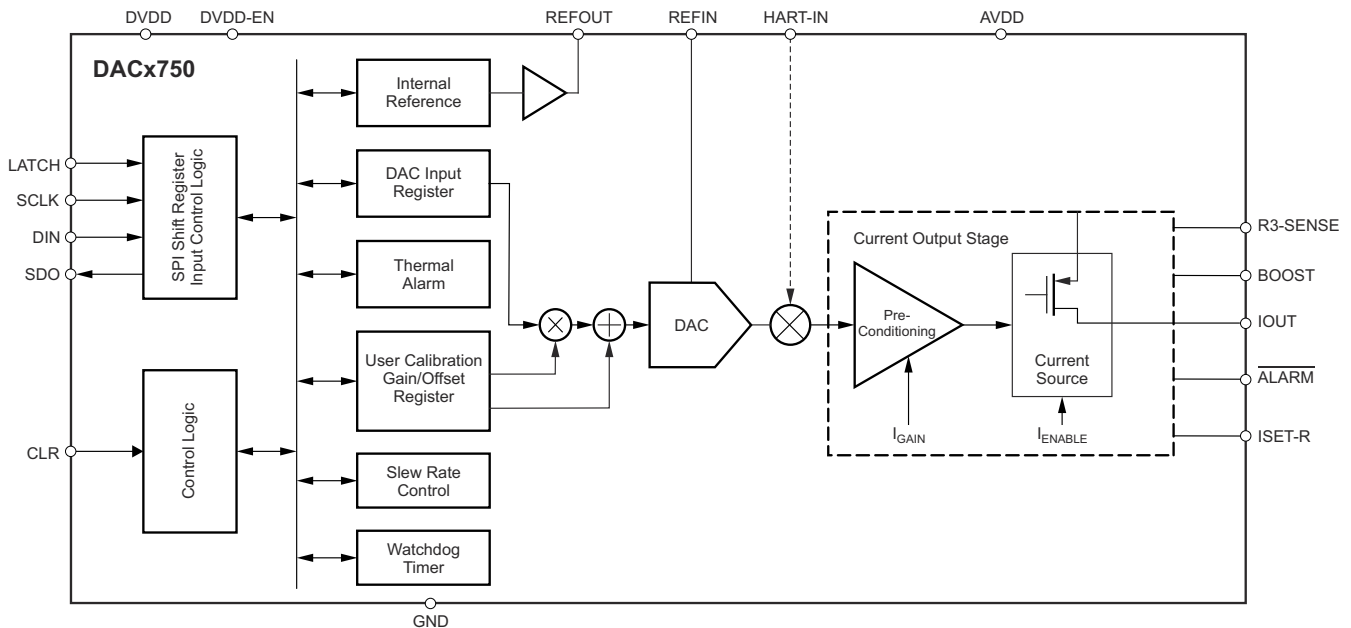 DVDD
DVDD-EN
REFOUT
REFIN
HART-IN
AVDD
DACx750
Internal
Reference
LATCH
SCLK
DIN
SDO
SPI Shift Register
Input Control Logic
DAC Input
Register
Thermal
Alarm
User Calibration
Gain/Offset
Register
DAC
Current Output Stage
Pre-
Conditioning
Current
Source
IGAIN
IENABLE
R3-SENSE
BOOST
IOUT
ALARM
ISET-R
CLR
Control Logic
Slew Rate
Control
Watchdog
Timer
GND